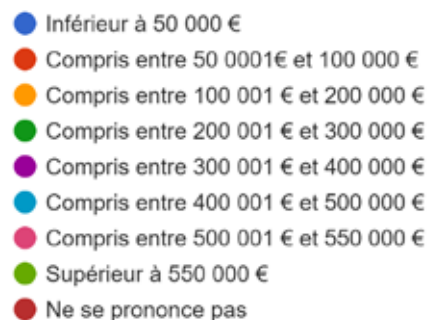 Inférieur à 50 000 €
Compris entre 50 0001€ et 100 000 €
Compris entre 100 001 € et 200 000 €
Compris entre 200 001 € et 300 000 €
Compris entre 300 001 € et 400 000 €
Compris entre 400 001 € et 500 000 €
Compris entre 500 001 € et 550 000 €
Supérieur à 550 000 €
Ne se prononce pas